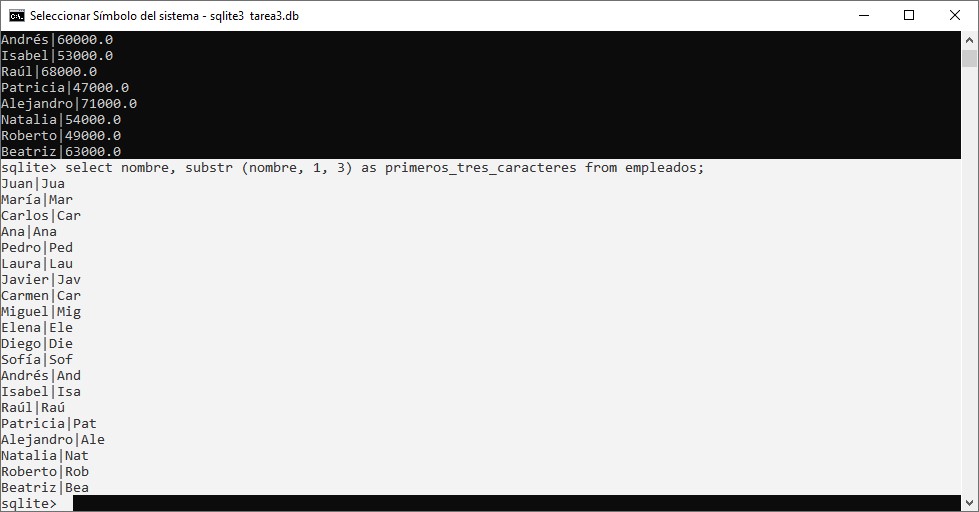 Seleccionar Símbolo del sistema - sqlite3 tarea3.db
Andrés|60000.0
Isabel|53000.0
Raúl|68000.0
Patricia|47000.0
Alejandro|71000.0
Natalia|54000.0
Roberto|49000.0
Beatriz|63000.0
sqlite> select nombre, substr (nombre, 1, 3) as primeros_tres_caracteres from empleados;
Juan|Jua
María|Mar
Carlos|Car
Ana|Ana
Pedro|Ped
Laura|Lau
Javier|Jav
Carmen|Car
Miguel|Mig
Elena|Ele
Diego|Die
Sofía|Sof
Andrés|And
Isabel|Isa
Raúl|Raú
Patricia|Pat
Alejandro|Ale
Natalia|Nat
Roberto|Rob
Beatriz|Bea
sqlite>